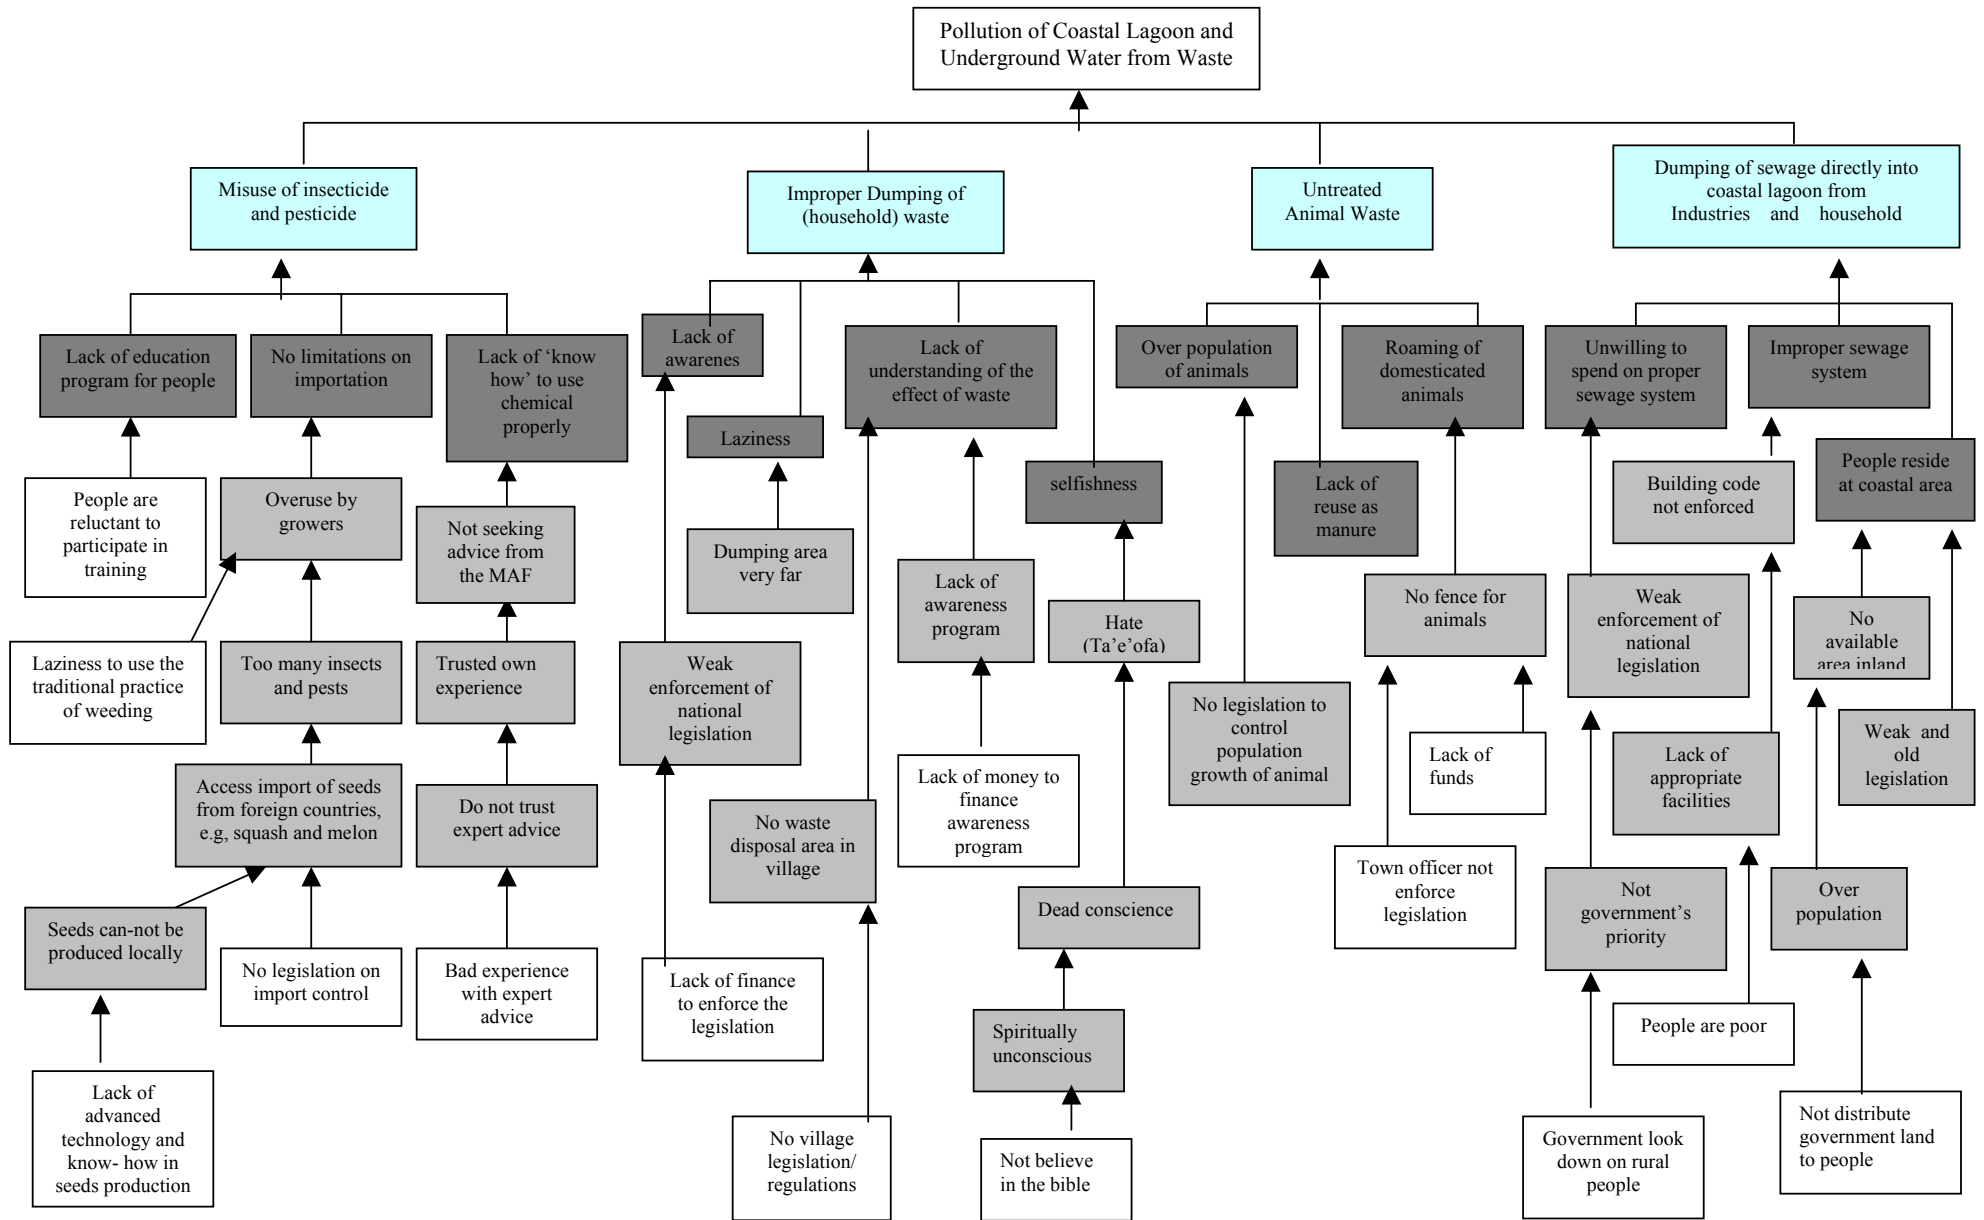 Pollution of Coastal Lagoon and
Underground Water from Waste
Misuse of insecticide
and pesticide
Improper Dumping of
(household) waste
Untreated
Animal Waste
Dumping of sewage directly into
coastal lagoon from
Industries and household
Lack of education
program for people
No limitations on
importation
Lack of ‘know
how’ to use
chemical
properly
Lack of
awarenes
Laziness
Lack of
understanding of the
effect of waste
selfishness
Over population
of animals
Lack of
reuse as
manure
Roaming of
domesticated
animals
Unwilling to
spend on proper
sewage system
Improper sewage
system
People reside
at coastal area
People are
reluctant to
participate in
training
Overuse by
growers
Not seeking
advice from
the MAF
Dumping area
very far
Lack of
awareness
program
Hate
(Ta’e’ofa)
No fence for
animals
Building code
not enforced
Weak
enforcement of
national
legislation
No
available
area inland
Laziness to use the
traditional practice
of weeding
Too many insects
and pests
Trusted own
experience
Weak
enforcement of
national
legislation
No legislation to
control
population
growth of animal
Lack of
funds
Lack of
appropriate
facilities
Weak and
old
legislation
Access import of seeds
from foreign countries,
e.g, squash and melon
Do not trust
expert advice
No waste
disposal area in
village
Lack of money to
finance
awareness
program
Town officer not
enforce
legislation
Not
government’s
priority
Over
population
Seeds can-not be
produced locally
No legislation on
import control
Bad experience
with expert
advice
Lack of finance
to enforce the
legislation
Dead conscience
Spiritually
unconscious
People are poor
Lack of
advanced
technology and
know- how in
seeds production
No village
legislation/
regulations
Not believe
in the bible
Government look
down on rural
people
Not distribute
government land
to people